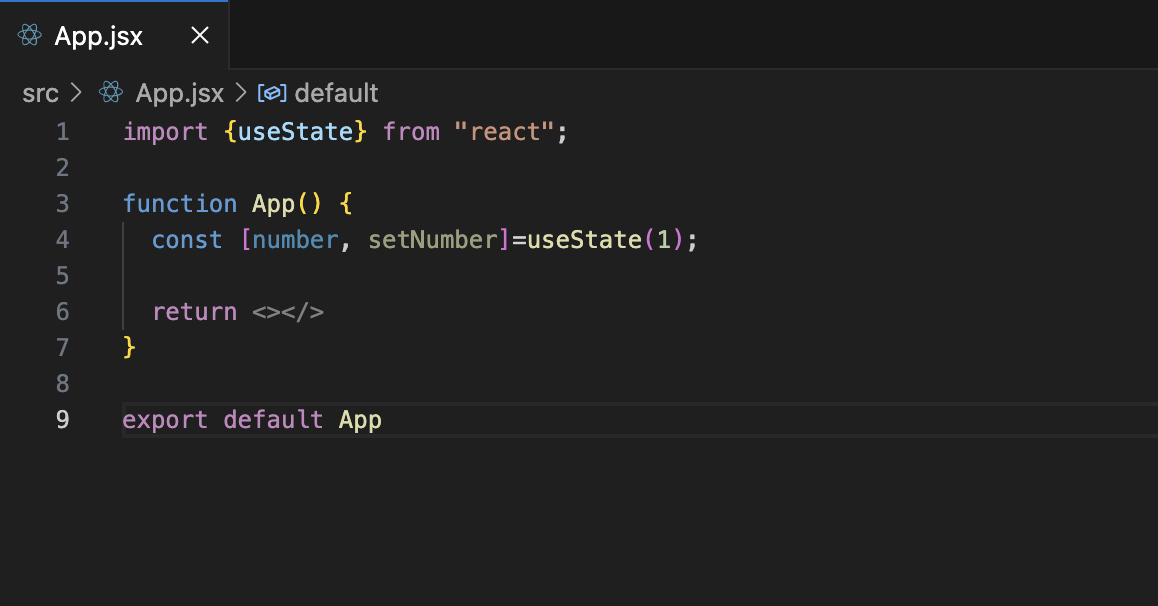 App.jsx
src > App.jsx > default
1 import {useState} from "react";
2
3 function App() {
4   const [number, setNumber]=useState(1);
5
6   return <></>
7 }
8
9 export default App